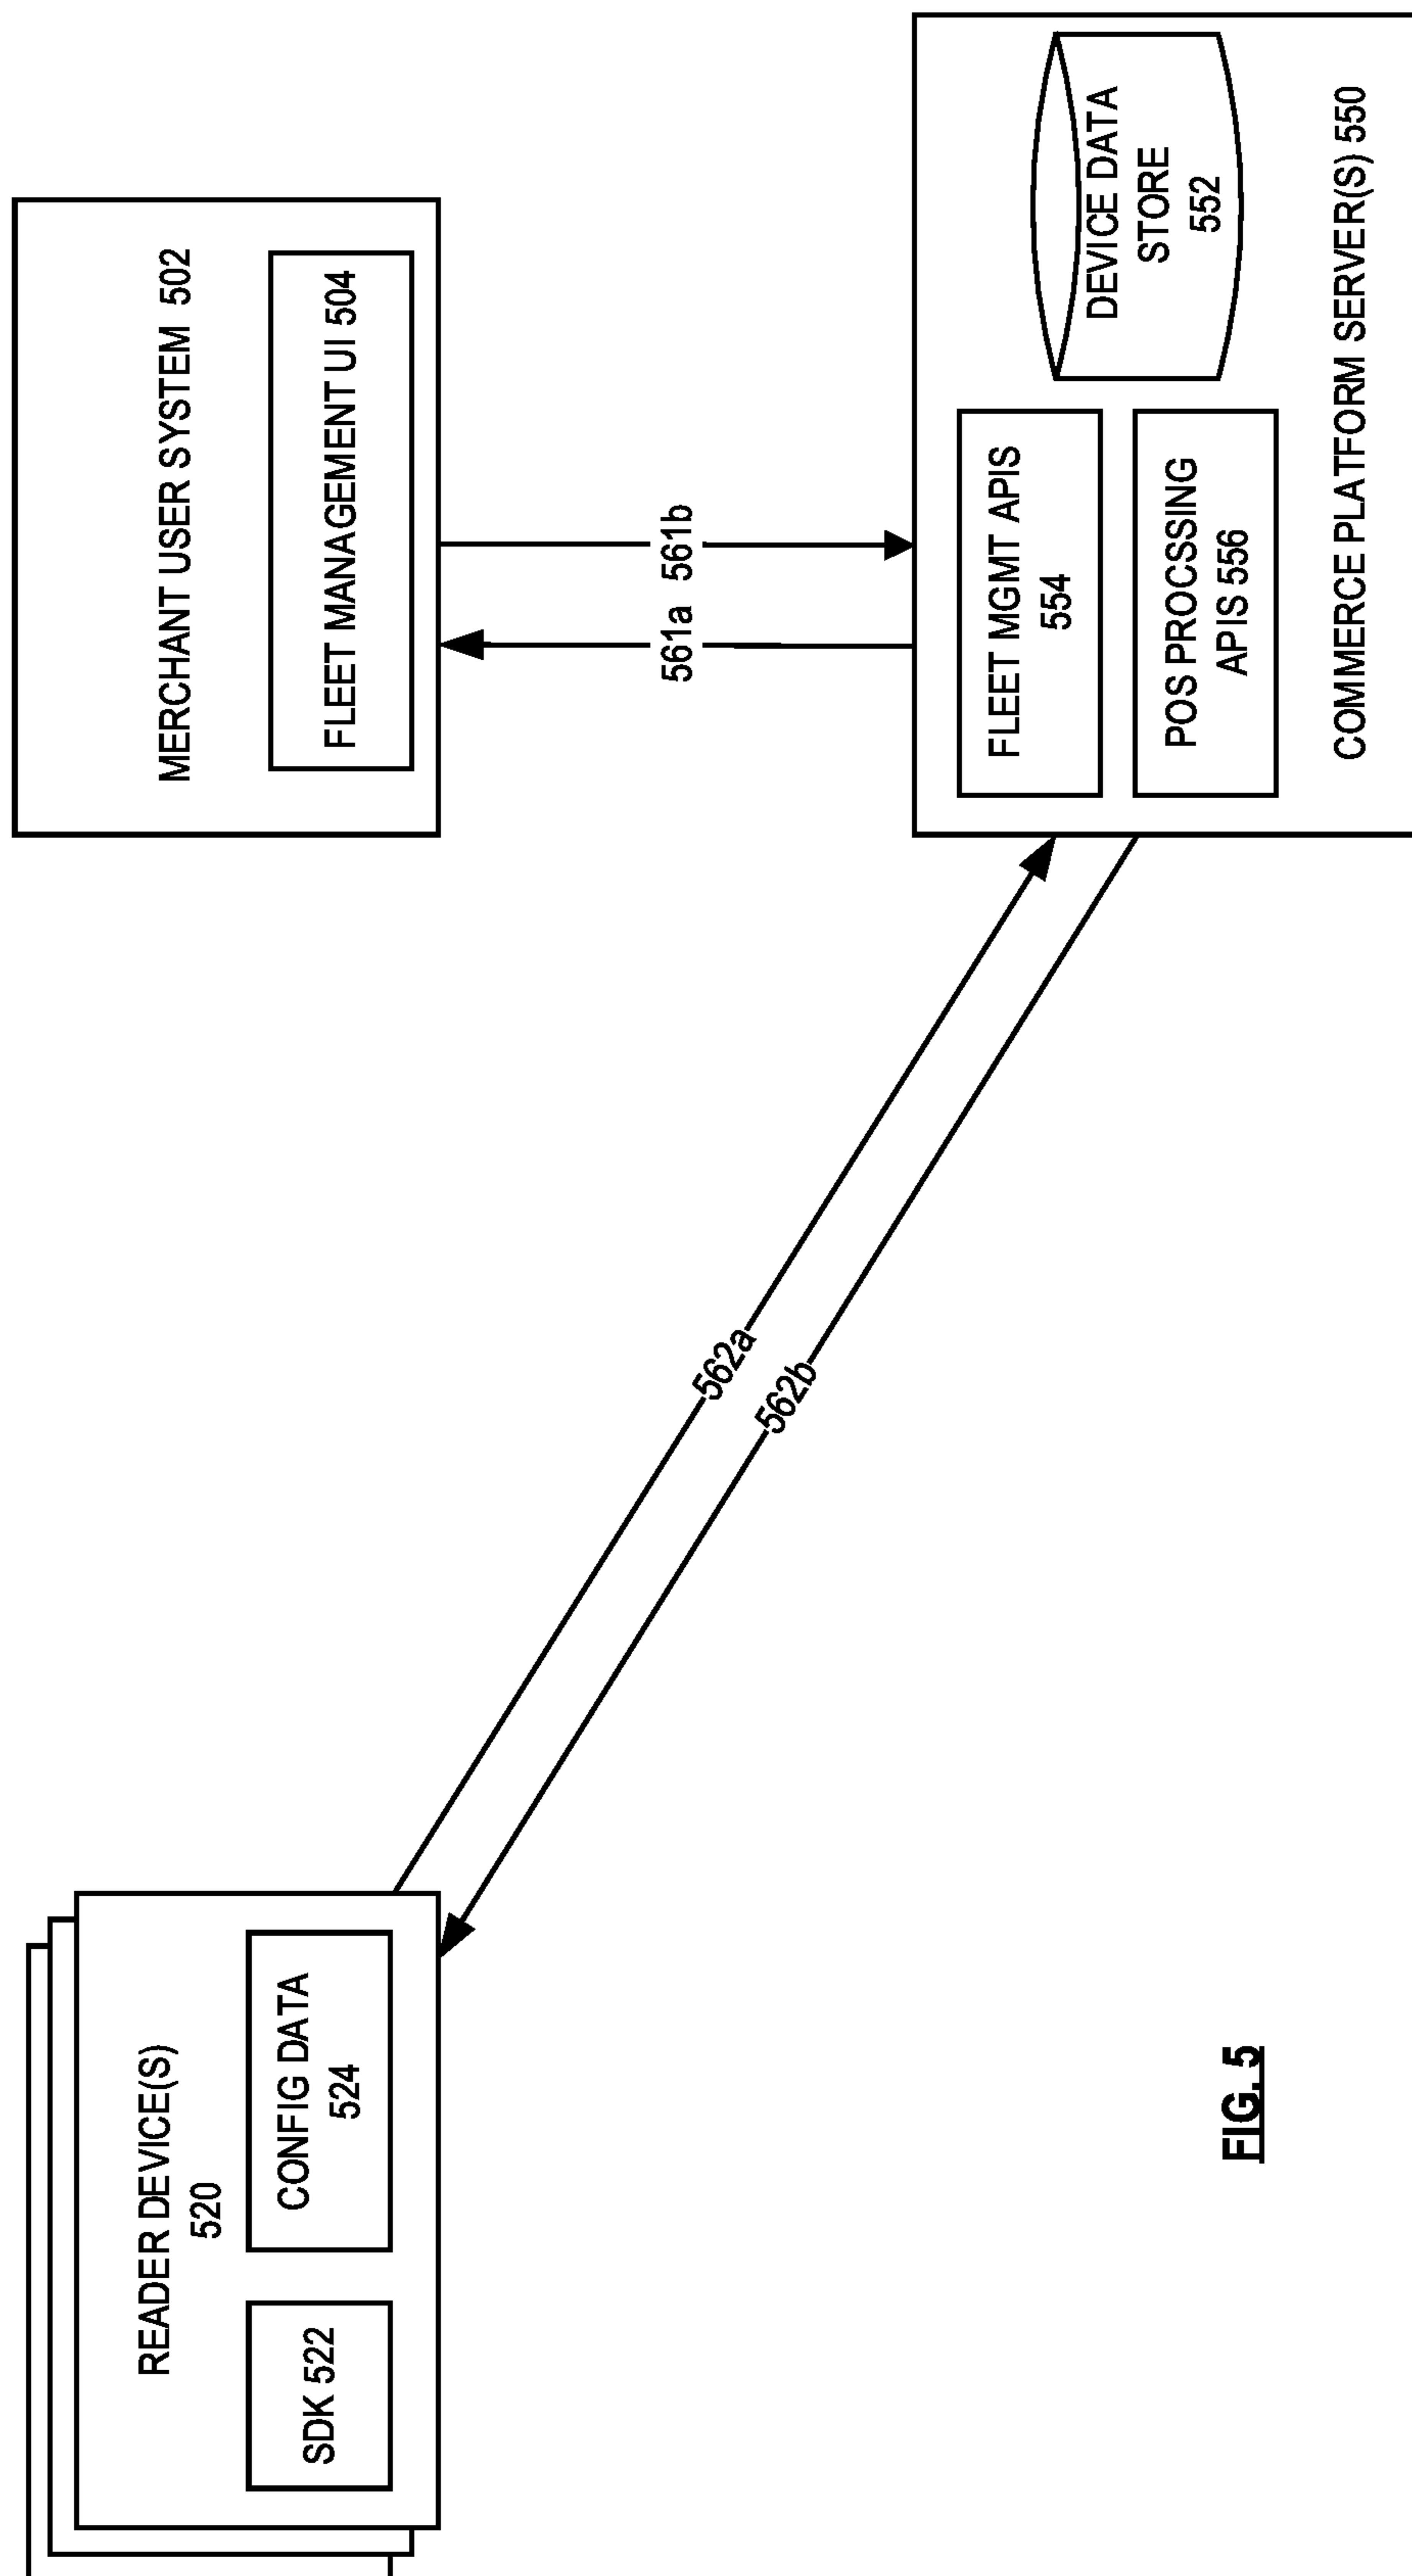 READER DEVICE(S)
520
SDK 522
CONFIG DATA
524
MERCHANT USER SYSTEM 502
FLEET MANAGEMENT UI 504
562a
562b
561a 561b
FLEET MGMT APIS
554
POS PROCSSING
APIS 556
DEVICE DATA
STORE
552
COMMERCE PLATFORM SERVER(S) 550
FIG. 5